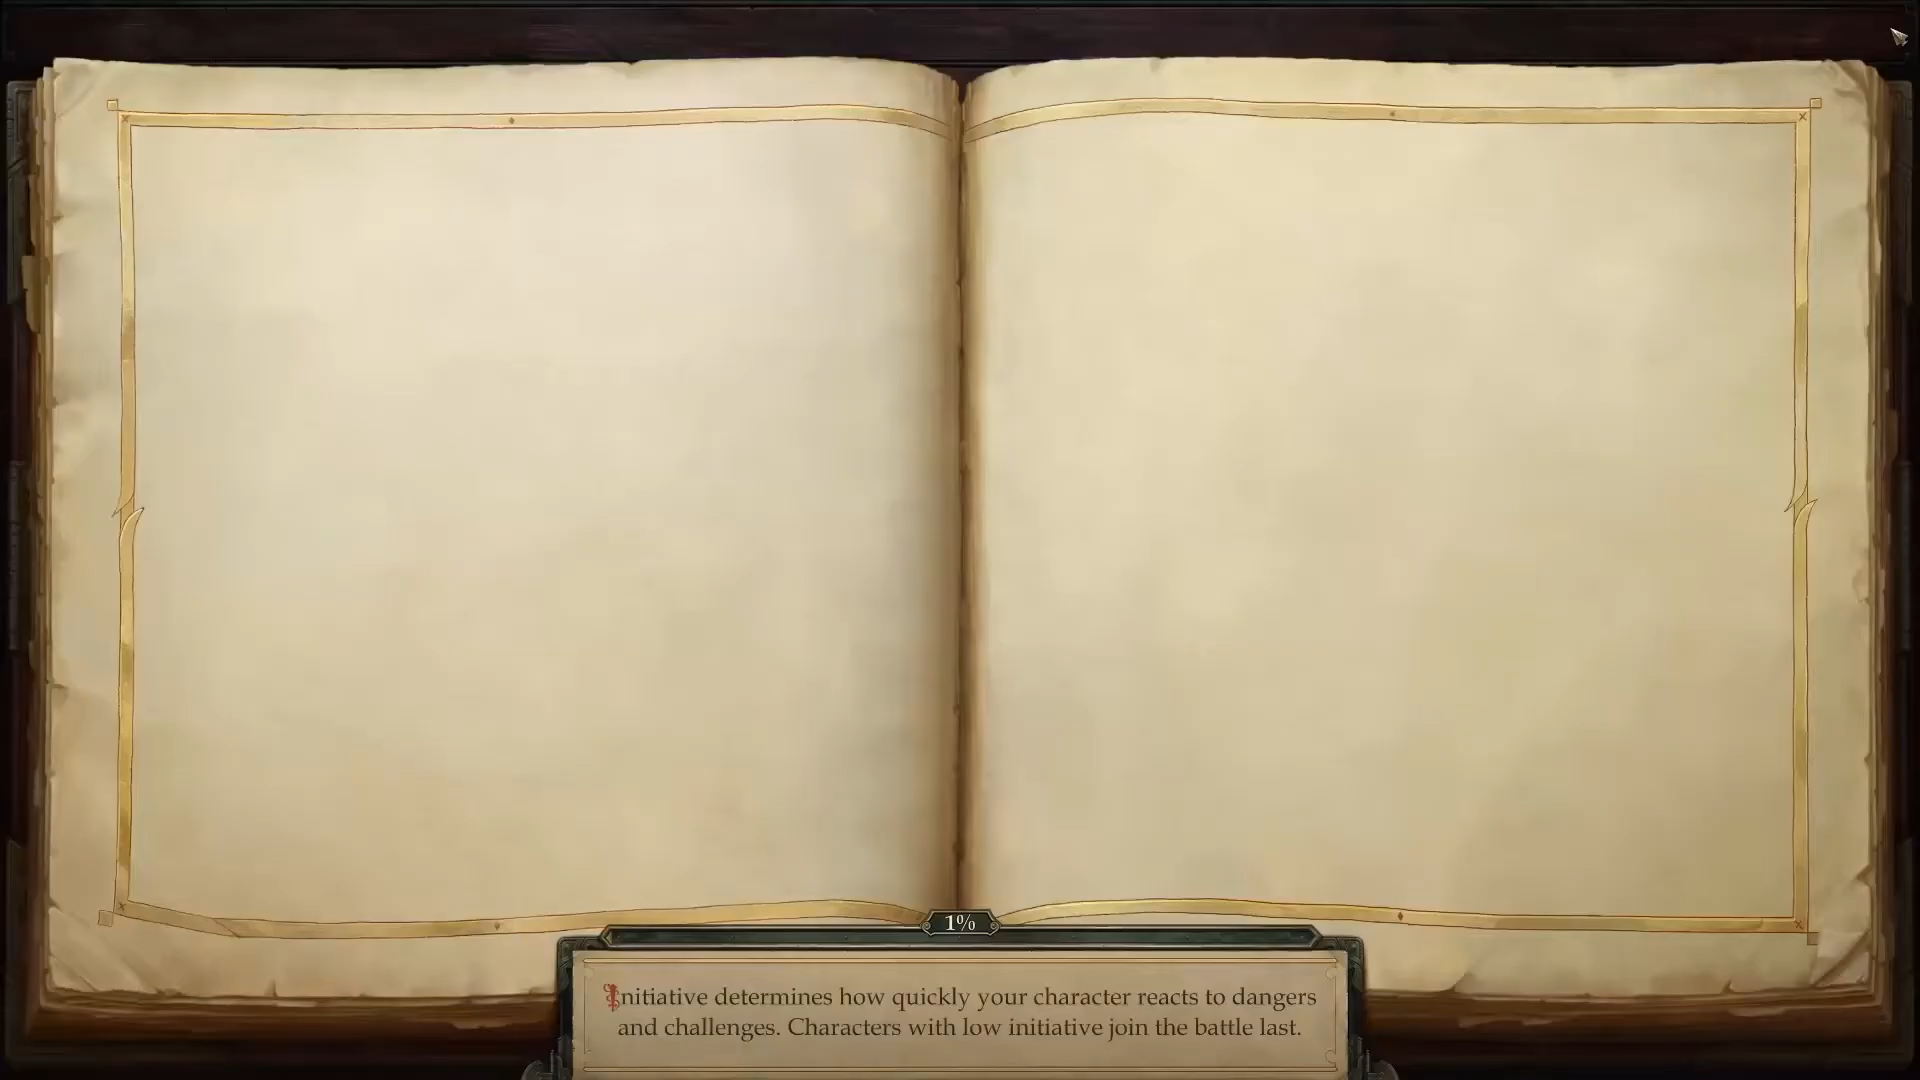 1%
Initiative determines how quickly your character reacts to dangers
and challenges. Characters with low initiative join the battle last.